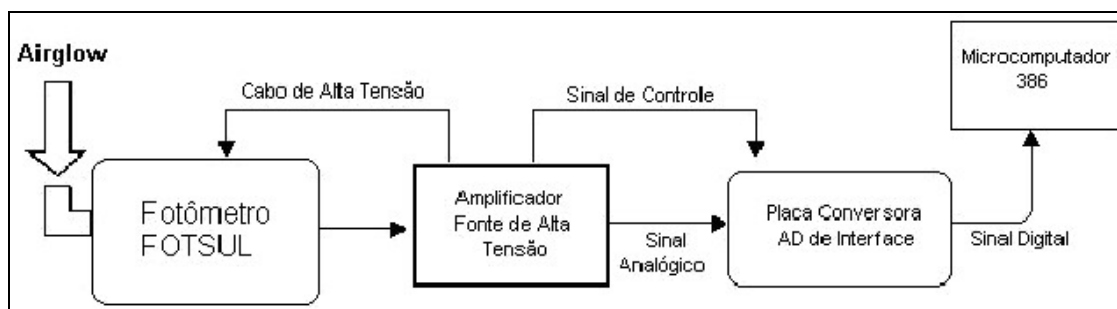 Airglow
Cabo de Alta Tensão
Sinal de Controle
Microcomputador
386
Fotômetro
FOTSUL
Amplificador
Fonte de Alta
Tensão
Sinal
Analógico
Placa Conversora
AD de Interface
Sinal Digital